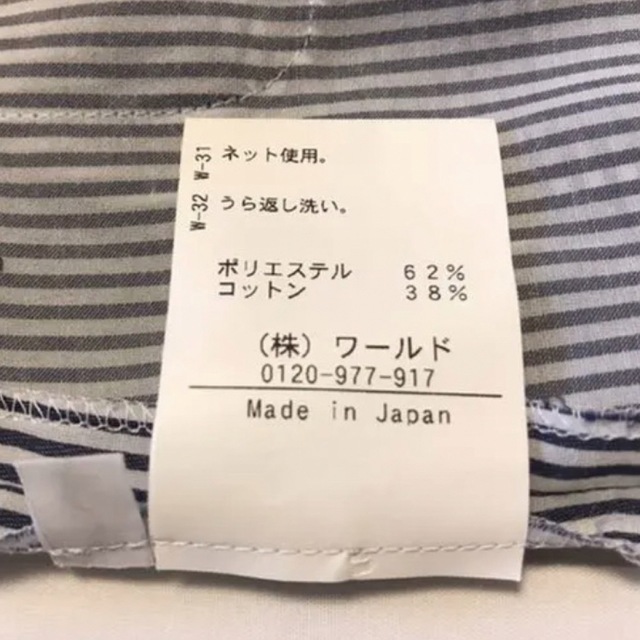 W-31 ネット使用。
W-32 うら返し洗い。
ポリエステル 62%
コットン 38%
(株) ワールド
0120-977-917
Made in Japan